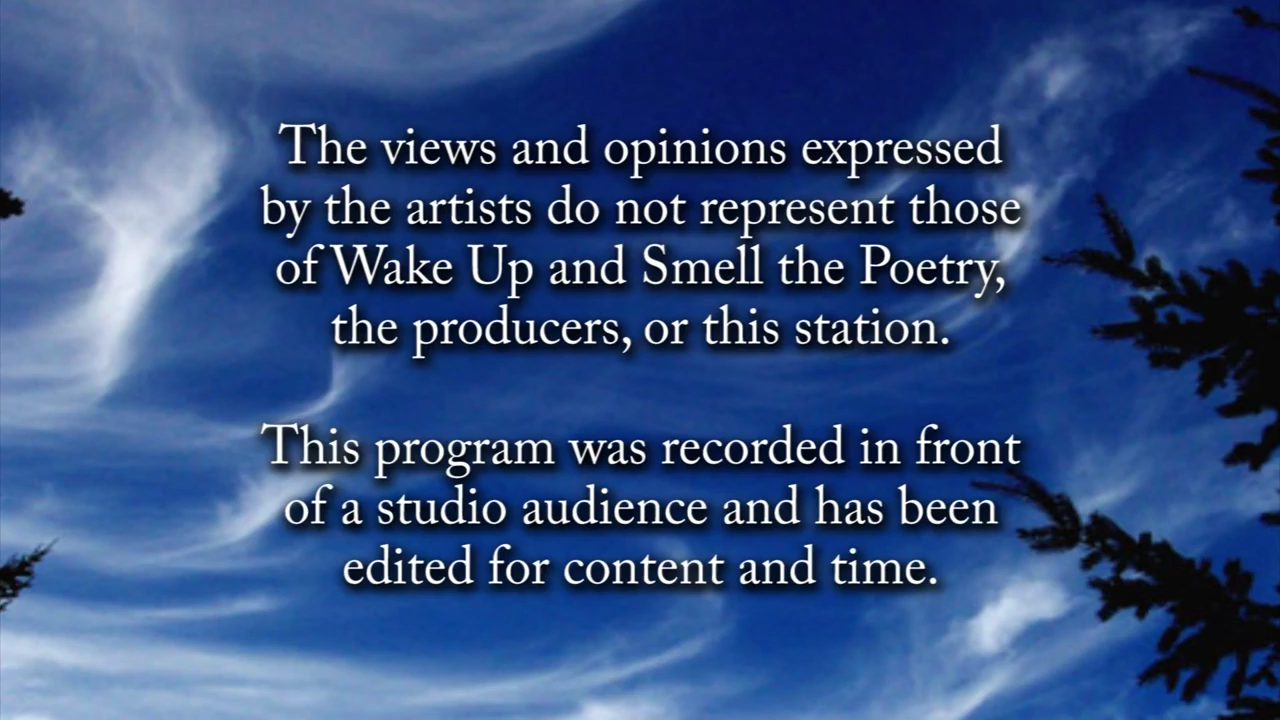 The views and opinions expressed
by the artists do not represent those
of Wake Up and Smell the Poetry,
the producers, or this station.
This program was recorded in front
of a studio audience and has been
edited for content and time.